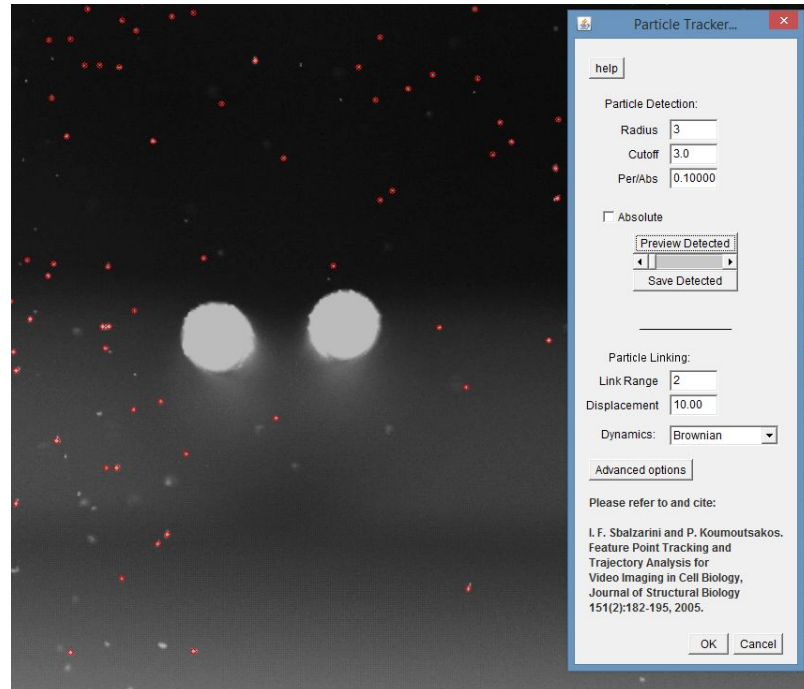 Particle Tracker...
help
Particle Detection:
Radius 3
Cutoff 3.0
Per/Abs 0.10000
Absolute
Preview Detected
Save Detected
Particle Linking:
Link Range 2
Displacement 10.00
Dynamics: Brownian
Advanced options
Please refer to and cite:
I. F. Sbalzarini and P. Koumoutsakos.
Feature Point Tracking and
Trajectory Analysis for
Video Imaging in Cell Biology,
Journal of Structural Biology
151(2):182-195, 2005.
OK Cancel